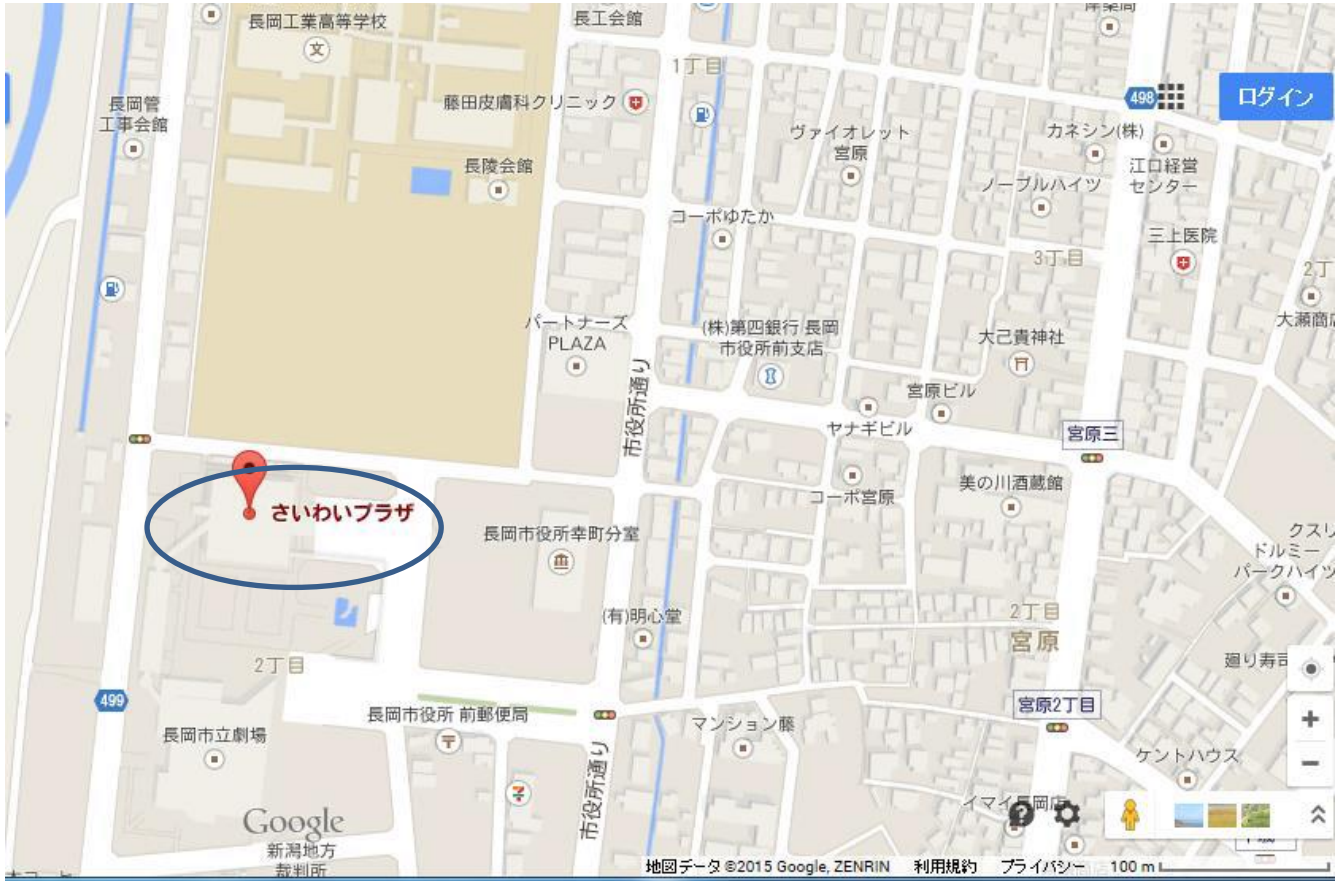 長岡工業高等学校
長工会館
1丁目
498
ログイン
長岡管
工事会館
藤田皮膚科クリニック
ヴァイオレット
宮原
カネシン(株)
江口経営
センター
長陵会館
ノーブルハイツ
コーポゆたか
三上医院
3丁目
2丁
大瀬商店
パートナーズ
PLAZA
(株)第四銀行 長岡
市役所前支店
大己貴神社
市役所通り
宮原ビル
ヤナギビル
宮原三
さいわいプラザ
コーポ宮原
美の川酒蔵館
長岡市役所幸町分室
クスリ
ドルミー
パークハイツ
(有)明心堂
2丁目
宮原
廻り寿司
2丁目
499
長岡市役所 前郵便局
宮原2丁目
マンション藤
長岡市立劇場
ケントハウス
市役所通り
イマイ長岡店
Google
新潟地方
裁判所
地図データ ©2015 Google, ZENRIN
利用規約
プライバシー
100 m